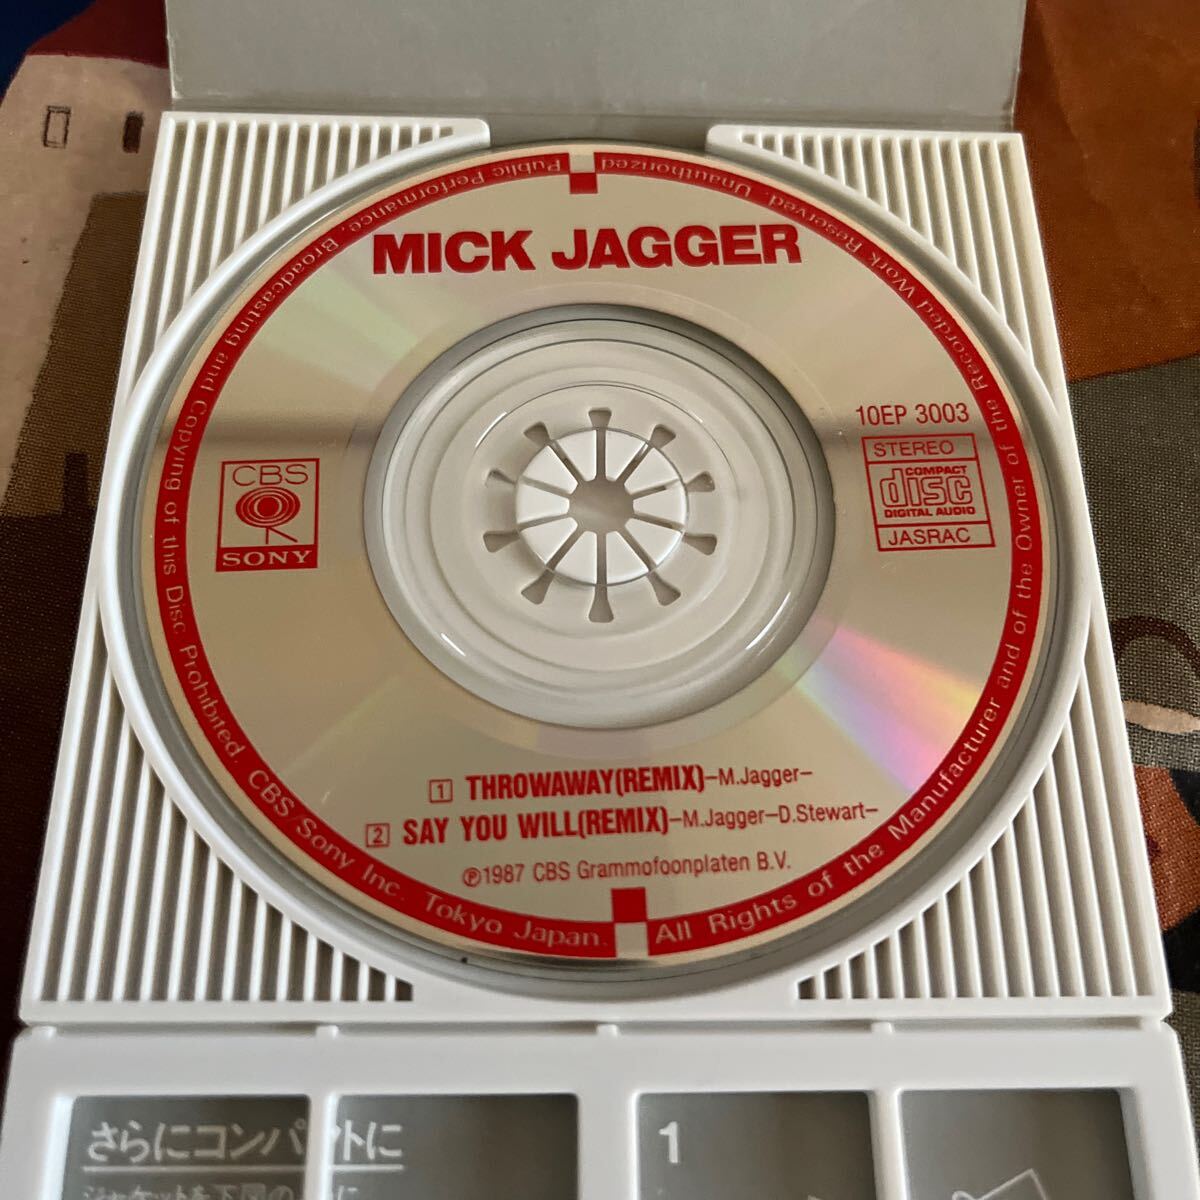 MICK JAGGER
10EP 3003
STEREO
COMPACT
disc
DIGITAL AUDIO
JASRAC
CBS
SONY
1 THROWAWAY(REMIX)–M.Jagger–
2 SAY YOU WILL(REMIX)–M.Jagger–D.Stewart–
℗1987 CBS Grammofoonplaten B.V.
All Rights of the Manufacturer and of the Owner of the Recorded Work Reserved. Unauthorized Public Performance, Broadcasting and Copying of this Disc Prohibited. CBS/Sony Inc. Tokyo Japan.
さらにコンパクトに
1